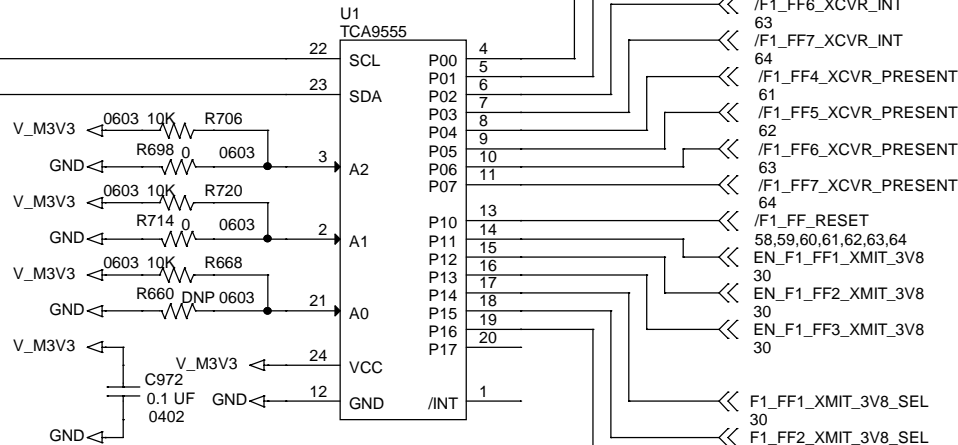 U1
TCA9555
22 SCL
23 SDA
V_M3V3 0603 10K R706
GND R698 0 0603 3 A2
V_M3V3 0603 10K R720
GND R714 0 0603 2 A1
V_M3V3 0603 10K R668
GND R660 DNP 0603 21 A0
V_M3V3
V_M3V3 24 VCC
C972
0.1 UF
0402
GND 12 GND
GND
P00 4
P01 5
P02 6
P03 7
P04 8
P05 9
P06 10
P07 11
P10 13
P11 14
P12 15
P13 16
P14 17
P15 18
P16 19
P17 20
/INT 1
/F1_FF6_XCVR_INT
63
/F1_FF7_XCVR_INT
64
/F1_FF4_XCVR_PRESENT
61
/F1_FF5_XCVR_PRESENT
62
/F1_FF6_XCVR_PRESENT
63
/F1_FF7_XCVR_PRESENT
64
/F1_FF_RESET
58,59,60,61,62,63,64
EN_F1_FF1_XMIT_3V8
30
EN_F1_FF2_XMIT_3V8
30
EN_F1_FF3_XMIT_3V8
30
F1_FF1_XMIT_3V8_SEL
30
F1_FF2_XMIT_3V8_SEL